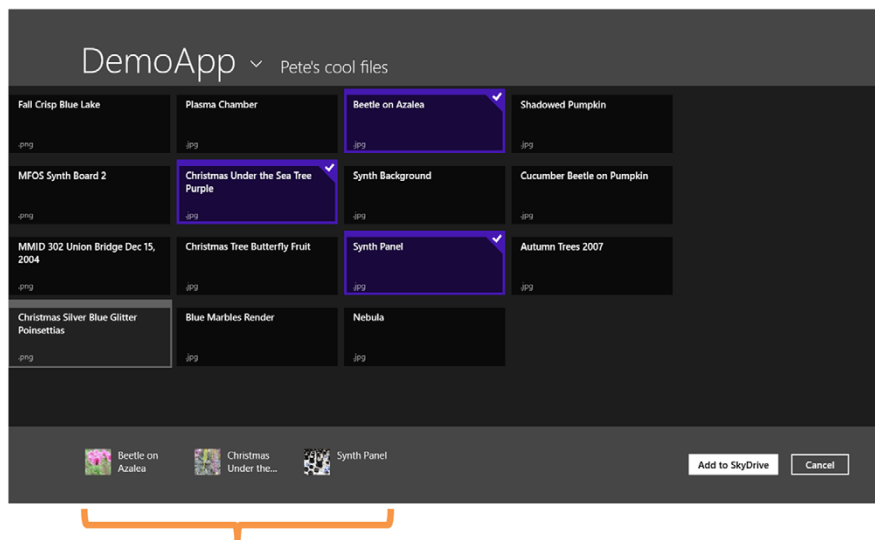 DemoApp Pete's cool files
Fall Crisp Blue Lake
.png
Plasma Chamber
.jpg
Beetle on Azalea
.jpg
Shadowed Pumpkin
.jpg
MFOS Synth Board 2
.png
Christmas Under the Sea Tree
Purple
.jpg
Synth Background
.jpg
Cucumber Beetle on Pumpkin
.jpg
MMID 302 Union Bridge Dec 15,
2004
.png
Christmas Tree Butterfly Fruit
.jpg
Synth Panel
.jpg
Autumn Trees 2007
.jpg
Christmas Silver Blue Glitter
Poinsettias
.png
Blue Marbles Render
.jpg
Nebula
.jpg
Beetle on
Azalea
Christmas
Under the...
Synth Panel
Add to SkyDrive
Cancel